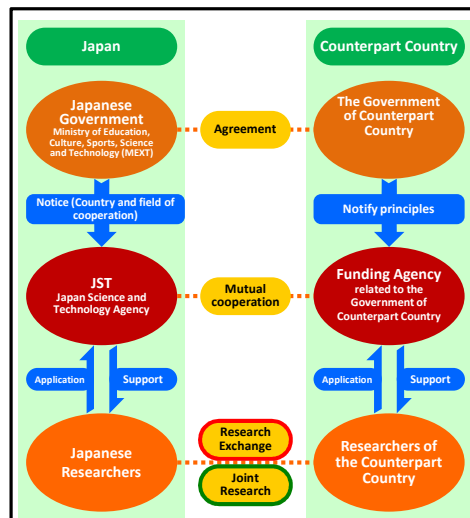 Japan
Counterpart Country
Japanese
Government
Ministry of Education,
Culture, Sports, Science
and Technology (MEXT)
Agreement
The Government
of Counterpart
Country
Notice (Country and field of
cooperation)
Notify principles
JST
Japan Science and
Technology Agency
Mutual
cooperation
Funding Agency
related to the
Government of
Counterpart Country
Application
Support
Application
Support
Japanese
Researchers
Research
Exchange
Joint
Research
Researchers of
the Counterpart
Country